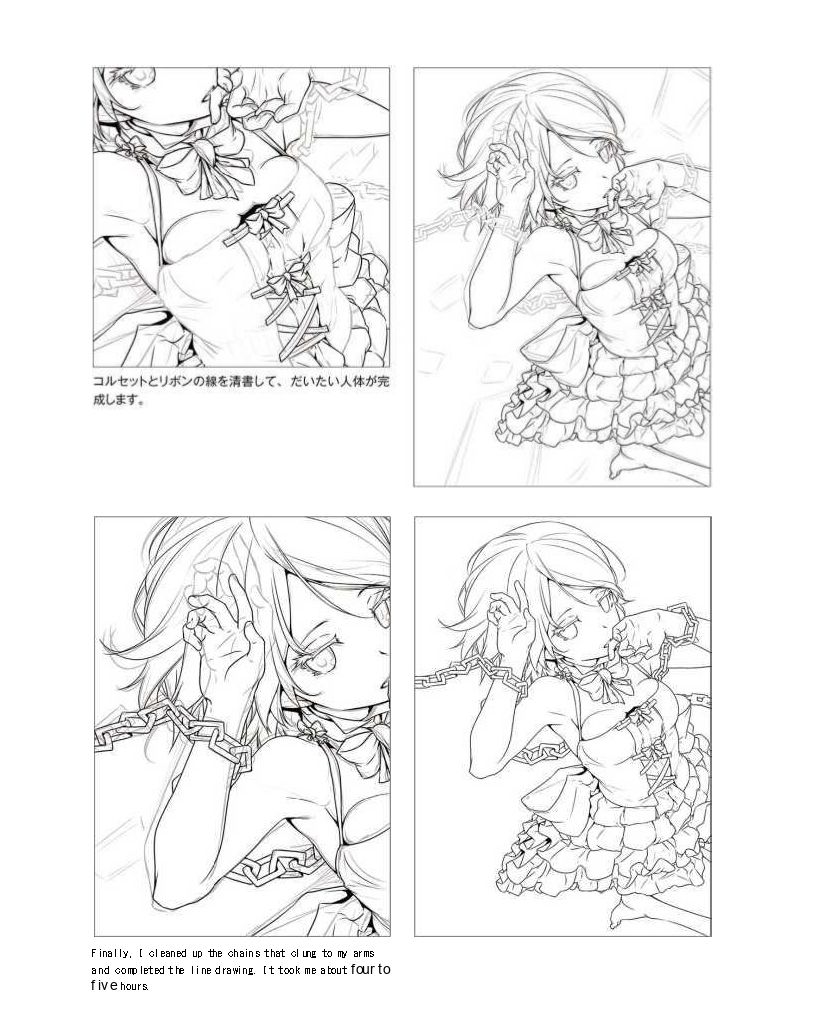 コルセットとリボンの線を清書して、だいたい人体が完
成します。
Finally, I cleaned up the chains that clung to my arms
and completed the line drawing. It took me about four to
five hours.